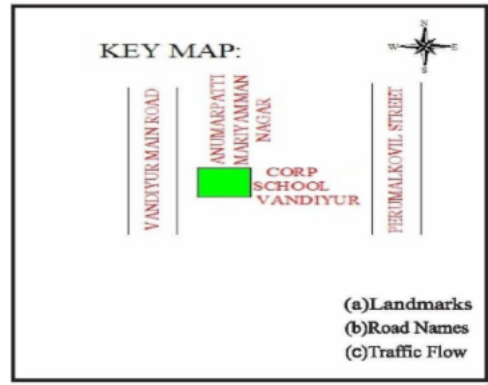 KEY MAP:
N
W E
S
VANDIYUR MAIN ROAD
ANUMARPATTI
MARIYAMMAN
NAGAR
CORP
SCHOOL
VANDIYUR
PERUMALKOVIL STREET
(a)Landmarks
(b)Road Names
(c)Traffic Flow